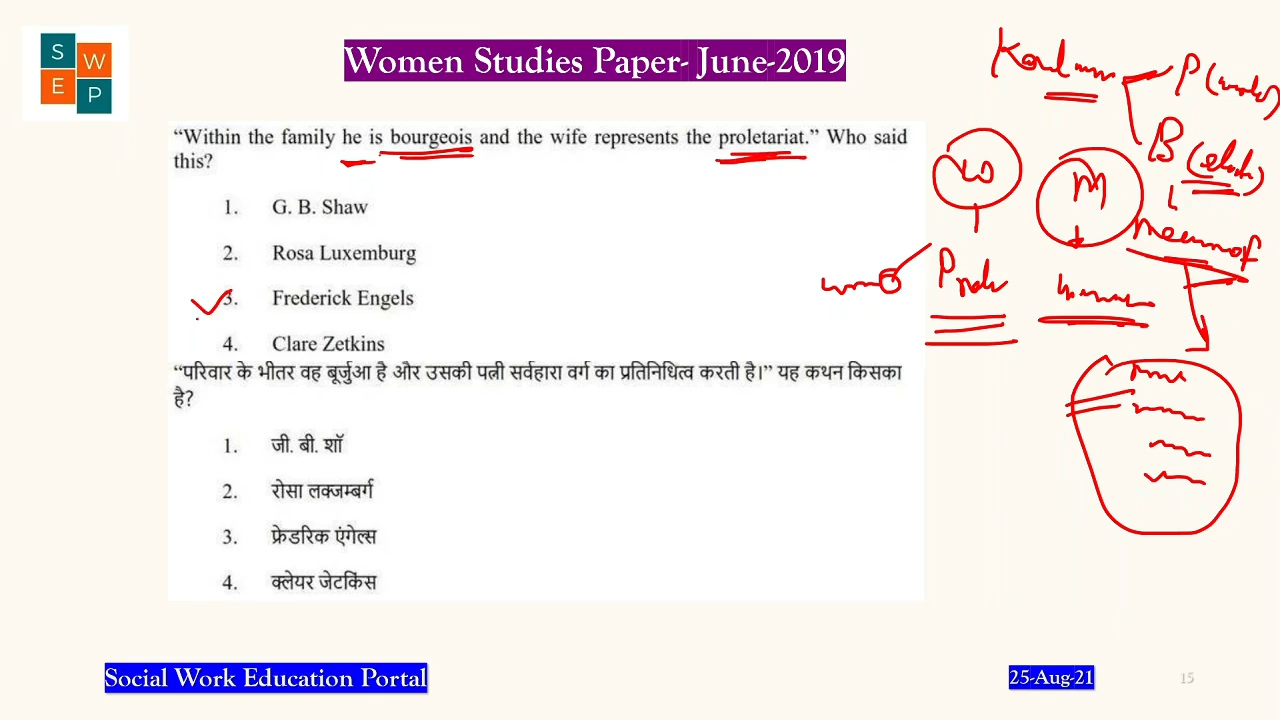 S
W
E
P
Women Studies Paper- June-2019
“Within the family he is bourgeois and the wife represents the proletariat.” Who said
this?
1. G. B. Shaw
2. Rosa Luxemburg
3. Frederick Engels
4. Clare Zetkins
“परिवार के भीतर वह बूर्जुआ है और उसकी पत्नी सर्वहारा वर्ग का प्रतिनिधित्व करती है।” यह कथन किसका
है?
1. जी. बी. शॉ
2. रोसा लक्जम्बर्ग
3. फ्रेडरिक एंगेल्स
4. क्लेयर जेटकिंस
P
B
M
Social Work Education Portal
25-Aug-21
15